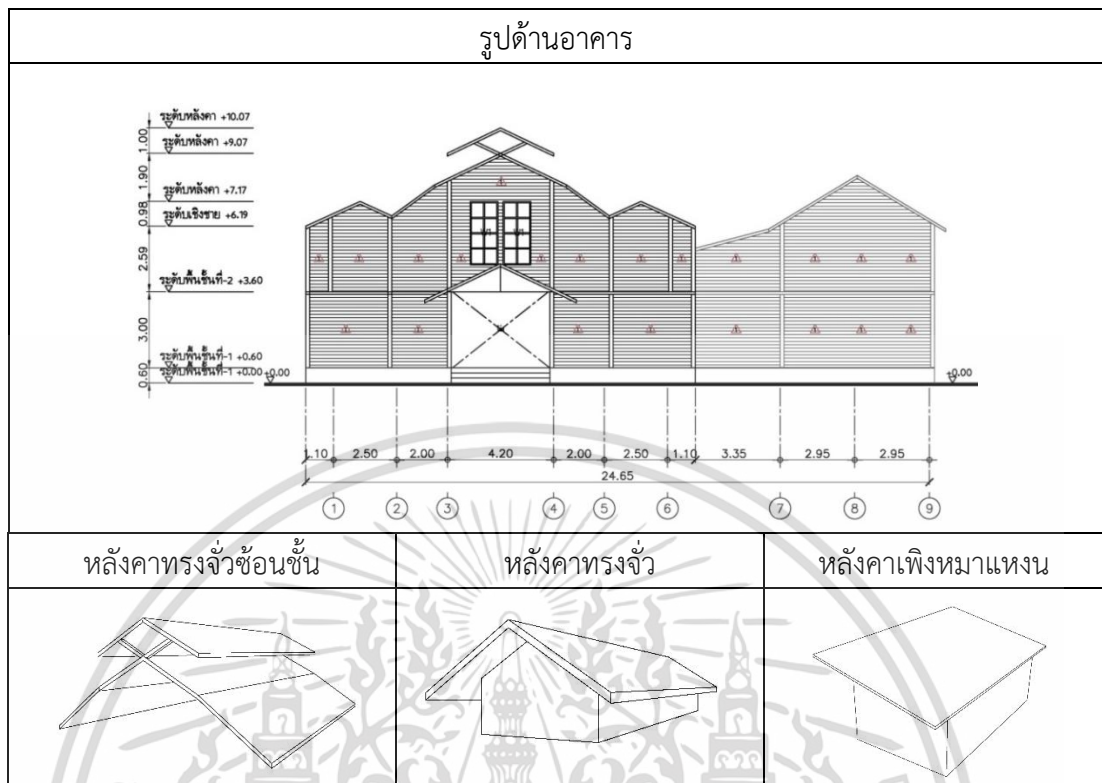 รูปด้านอาคาร
ระดับหลังคา +10.07
1.00
ระดับหลังคา +9.07
1.90
ระดับหลังคา +7.17
0.98
ระดับเชิงชาย +6.19
2.59
ระดับพื้นชั้นที่-2 +3.60
3.00
ระดับพื้นชั้นที่-1 +0.60
0.60
ระดับพื้นชั้นที่-1 +0.00 +0.00
+0.00
1.10 2.50 2.00 4.20 2.00 2.50 1.10 3.35 2.95 2.95
24.65
1 2 3 4 5 6 7 8 9
หลังคาทรงจั่วซ้อนชั้น หลังคาทรงจั่ว หลังคาเพิงหมาแหงน